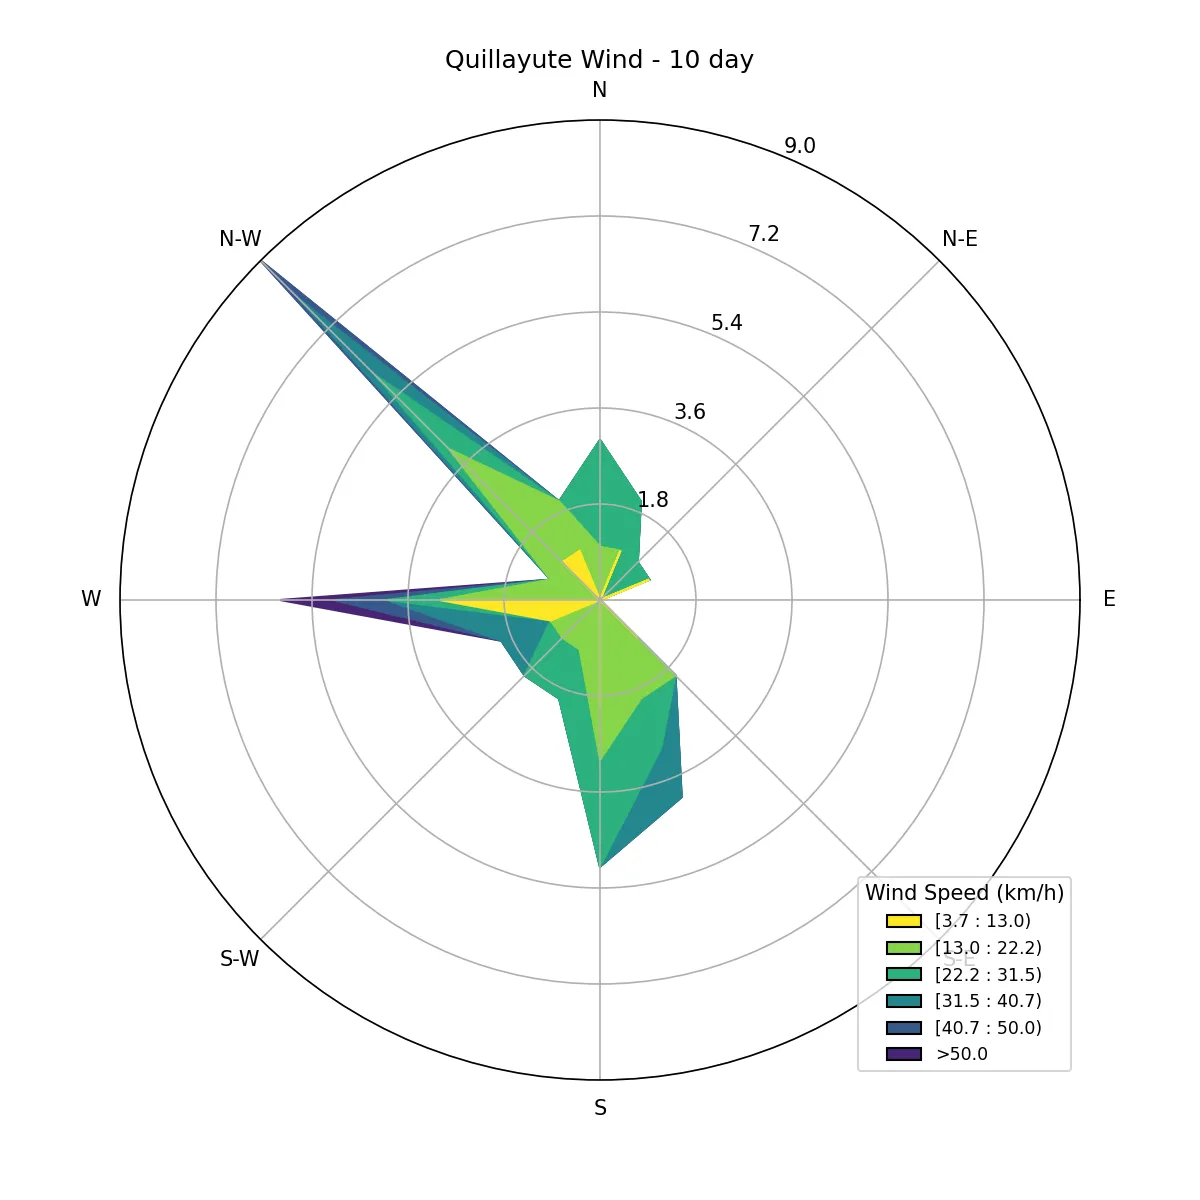 Quillayute Wind - 10 day
N
9.0
N-W
7.2
N-E
5.4
3.6
1.8
W
E
S-W
S-E
Wind Speed (km/h)
[3.7 : 13.0)
[13.0 : 22.2)
[22.2 : 31.5)
[31.5 : 40.7)
[40.7 : 50.0)
>50.0
S